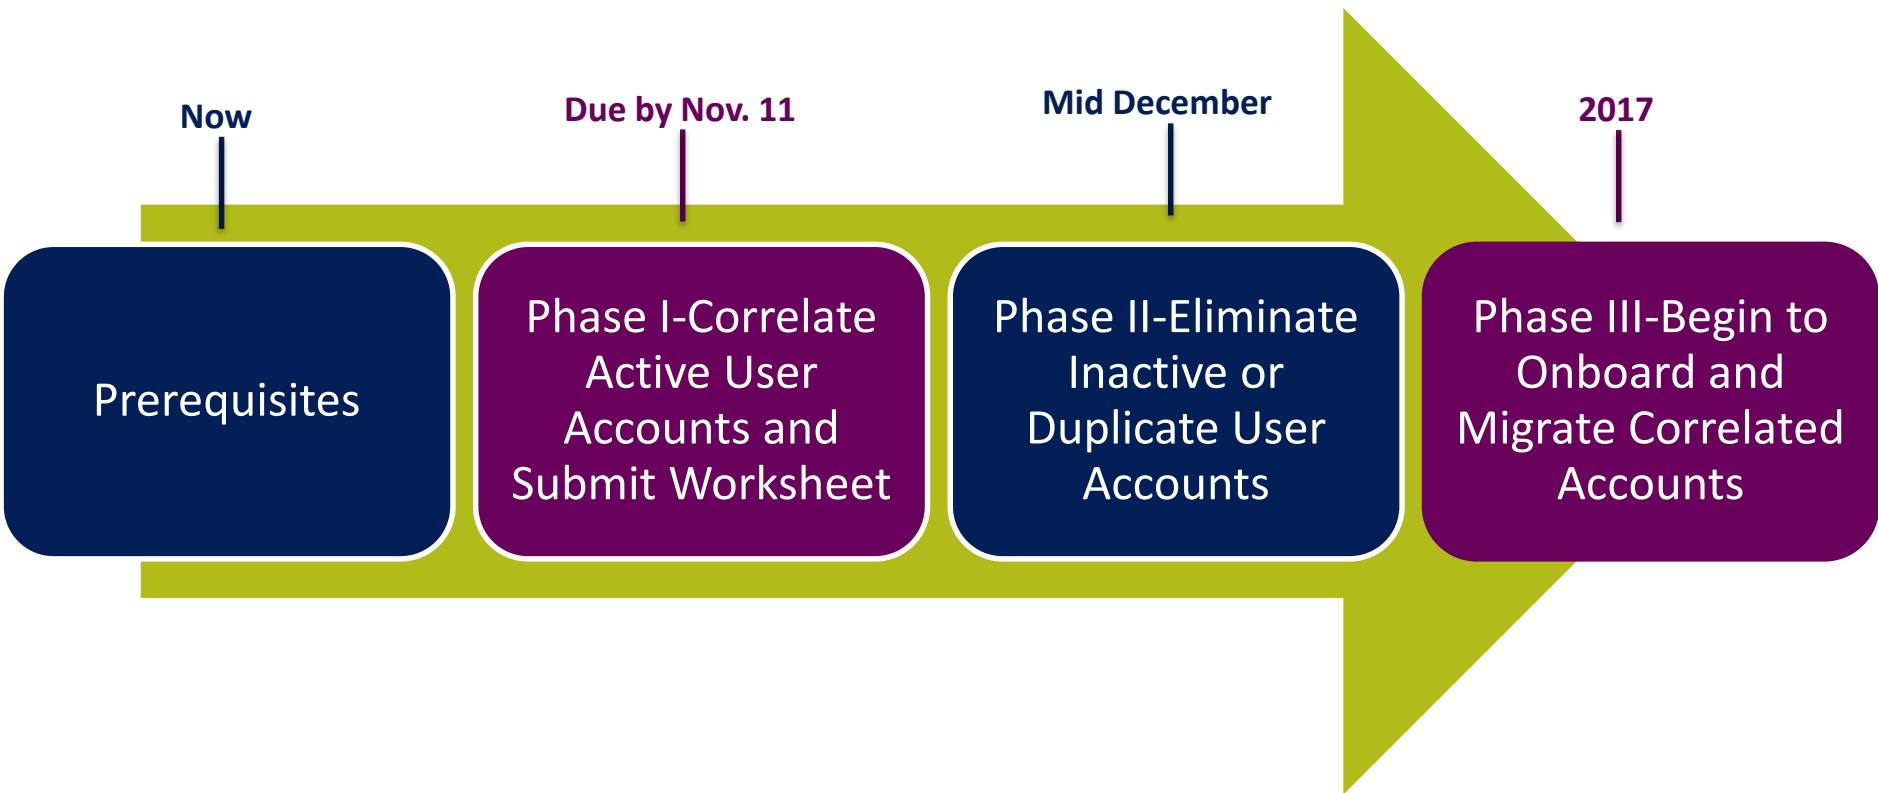 Now
Due by Nov. 11
Mid December
2017
Prerequisites
Phase I-Correlate
Active User
Accounts and
Submit Worksheet
Phase II-Eliminate
Inactive or
Duplicate User
Accounts
Phase III-Begin to
Onboard and
Migrate Correlated
Accounts